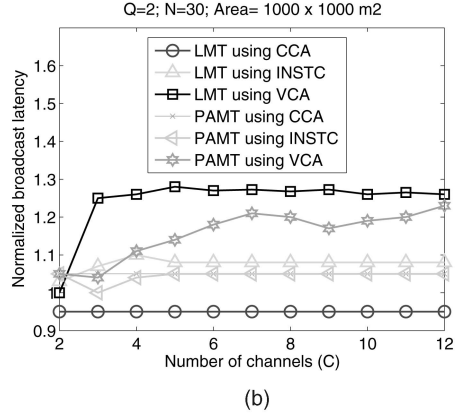 Q=2; N=30; Area= 1000 x 1000 m2
1.6
1.5
1.4
1.3
1.2
1.1
1
0.9
Normalized broadcast latency
LMT using CCA
LMT using INSTC
LMT using VCA
PAMT using CCA
PAMT using INSTC
PAMT using VCA
2 4 6 8 10 12
Number of channels (C)
(b)